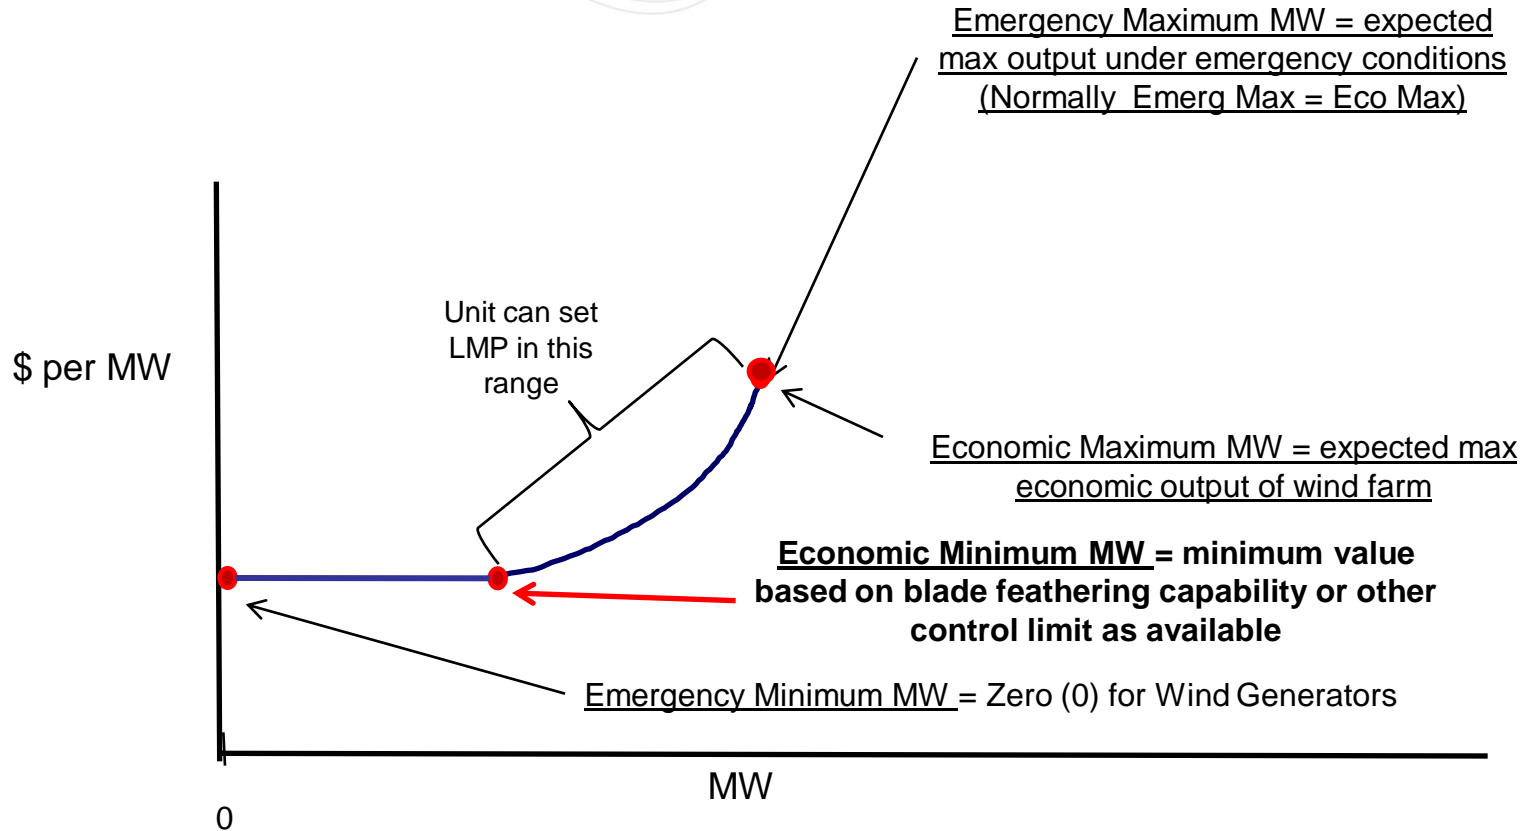 Emergency Maximum MW = expected
max output under emergency conditions
(Normally Emerg Max = Eco Max)
Unit can set
LMP in this
range
$ per MW
Economic Maximum MW = expected max
economic output of wind farm
Economic Minimum MW = minimum value
based on blade feathering capability or other
control limit as available
Emergency Minimum MW = Zero (0) for Wind Generators
MW
0